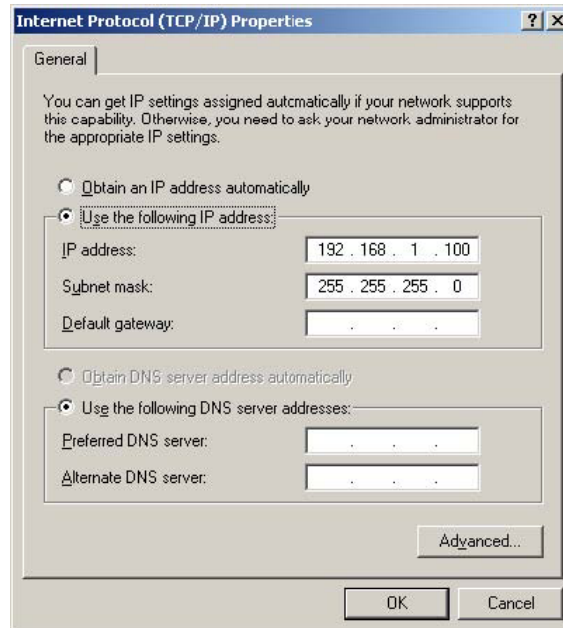 Internet Protocol (TCP/IP) Properties
General
You can get IP settings assigned automatically if your network supports
this capability. Otherwise, you need to ask your network administrator for
the appropriate IP settings.
Obtain an IP address automatically
Use the following IP address:
IP address: 192 . 168 . 1 . 100
Subnet mask: 255 . 255 . 255 . 0
Default gateway: . . .
Obtain DNS server address automatically
Use the following DNS server addresses:
Preferred DNS server: . . .
Alternate DNS server: . . .
Advanced...
OK Cancel